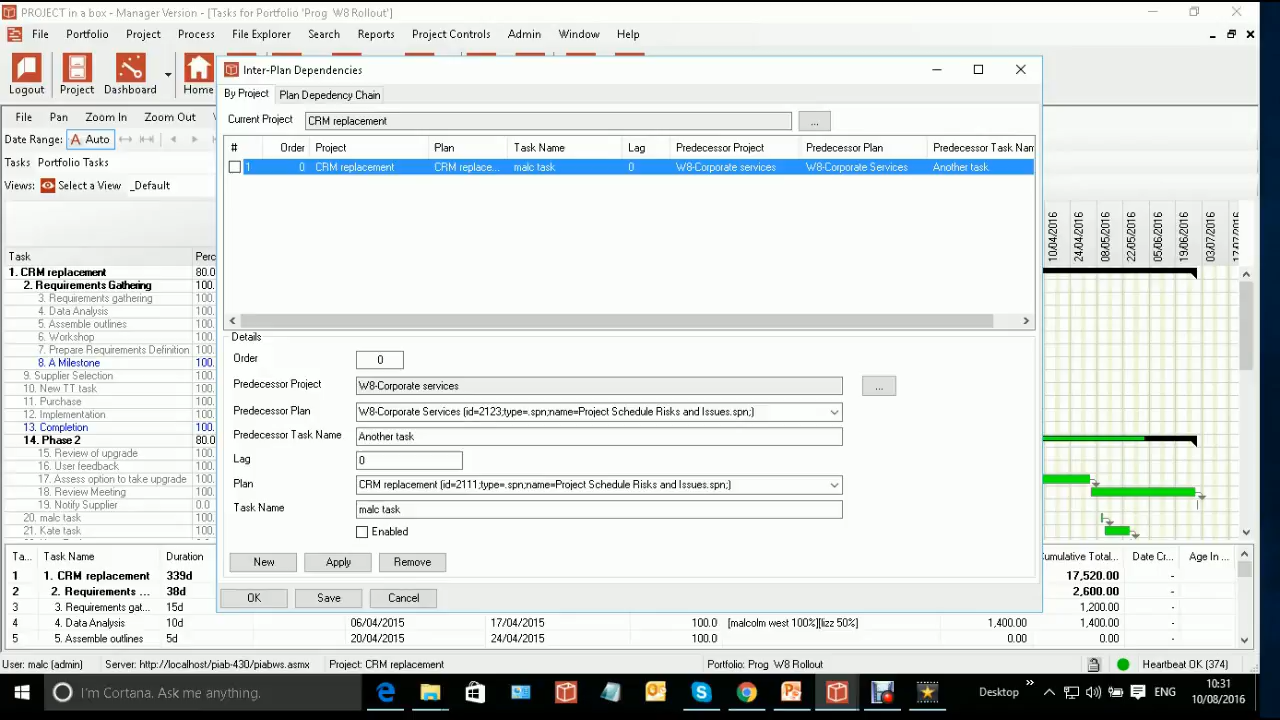 PROJECT in a box - Manager Version - [Tasks for Portfolio 'Prog W8 Rollout']
File Portfolio Project Process File Explorer Search Reports Project Controls Admin Window Help
Logout Project Dashboard Home
Inter-Plan Dependencies
By Project Plan Depedency Chain
Current Project CRM replacement ...
# Order Project Plan Task Name Lag Predecessor Project Predecessor Plan Predecessor Task Nam
1 0 CRM replacement CRM replace... malc task 0 W8-Corporate services W8-Corporate Services Another task
File Pan Zoom In Zoom Out
Date Range: A Auto
Tasks Portfolio Tasks
Views: Select a View _Default
10/04/2016 24/04/2016 08/05/2016 22/05/2016 05/06/2016 19/06/2016 03/07/2016 17/07/2016
Task Perc
1. CRM replacement 80.0
2. Requirements Gathering 100.
3. Requirements gathering 100.
4. Data Analysis 100.
5. Assemble outlines 100.
6. Workshop 100.
7. Prepare Requirements Definition 100.
8. A Milestone 100.
9. Supplier Selection 100.
10. New TT task 100.
11. Purchase 100.
12. Implementation 100.
13. Completion 100.
14. Phase 2 80.0
15. Review of upgrade 100.
16. User feedback 100.
17. Assess option to take upgrade 100.
18. Review Meeting 100.
19. Notify Supplier 0.0
20. malc task 100.
21. Kate task 100.
Details
Order 0
Predecessor Project W8-Corporate services ...
Predecessor Plan W8-Corporate Services (id=2123;type=.spn;name=Project Schedule Risks and Issues.spn;)
Predecessor Task Name Another task
Lag 0
Plan CRM replacement (id=2111;type=.spn;name=Project Schedule Risks and Issues.spn;)
Task Name malc task
Enabled
New Apply Remove
OK Save Cancel
Ta... Task Name Duration Cumulative Total... Date Cr... Age In ...
1 1. CRM replacement 339d 17,520.00 -
2 2. Requirements ... 38d 2,600.00 -
3 3. Requirements gat... 15d 1,200.00 -
4 4. Data Analysis 10d 06/04/2015 17/04/2015 100.0 [malcolm west 100%][lizz 50%] 1,400.00 1,400.00 -
5 5. Assemble outlines 5d 20/04/2015 24/04/2015 100.0 0.00 0.00 -
User: malc (admin) Server: http://localhost/piab-430/piabws.asmx Project: CRM replacement Portfolio: Prog W8 Rollout Heartbeat OK (374)
I'm Cortana. Ask me anything. Desktop ENG 10:31
10/08/2016